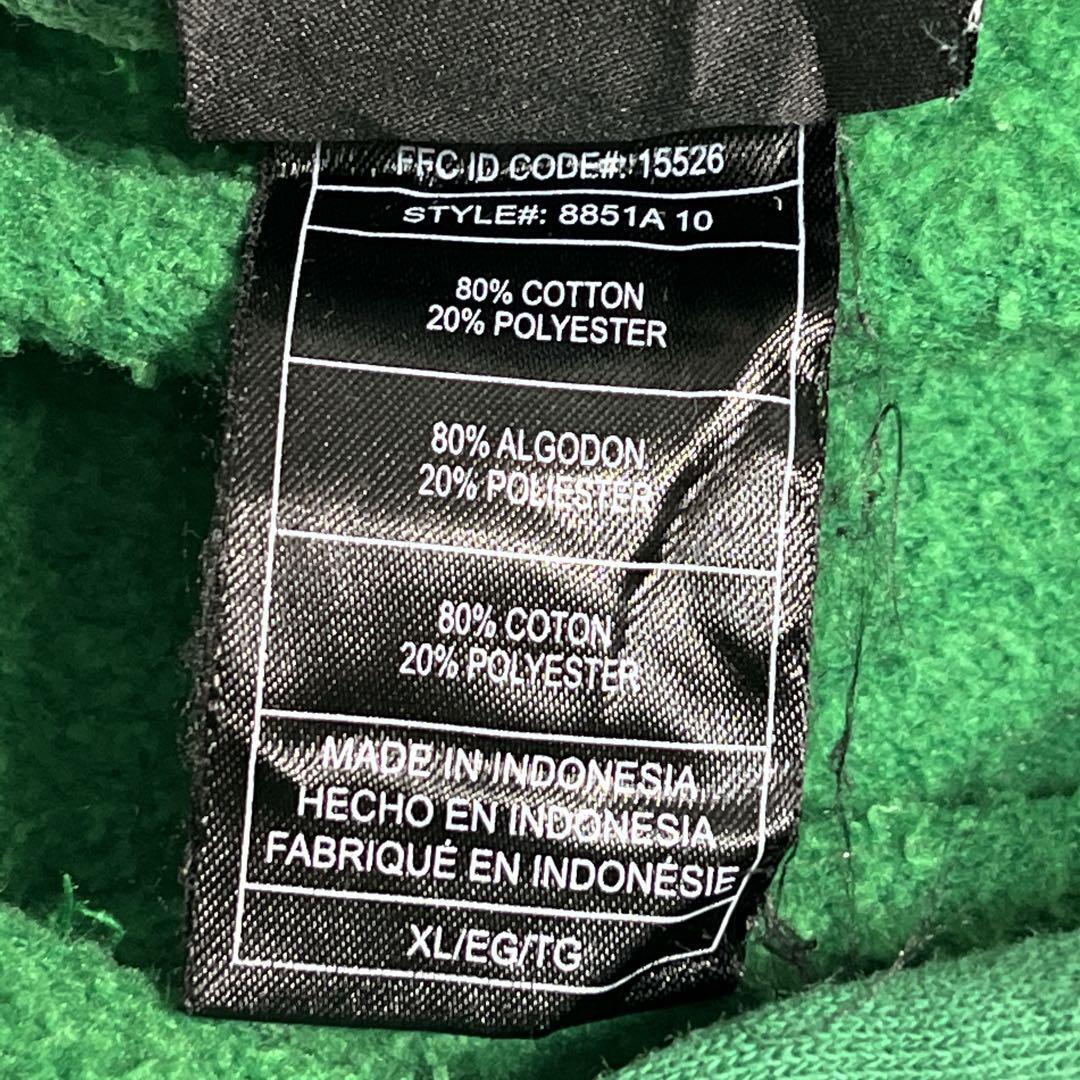 FFC ID CODE#: 15526
STYLE#: 8851A 10
80% COTTON
20% POLYESTER
80% ALGODON
20% POLIESTER
80% COTON
20% POLYESTER
MADE IN INDONESIA
HECHO EN INDONESIA
FABRIQUÉ EN INDONÉSIE
XL/EG/TG